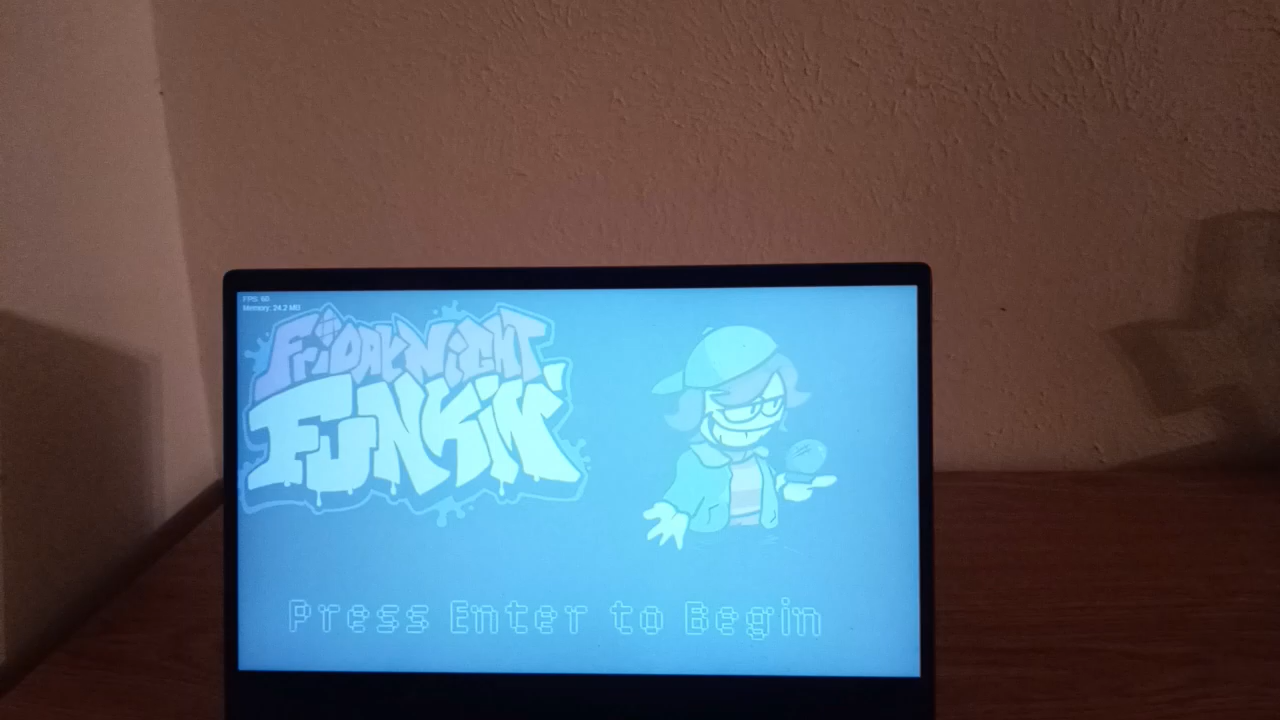 FPS: 60
Memory: 24.2 MB
FRiDAY NiGHT
FUNKiN'
Press Enter to Begin